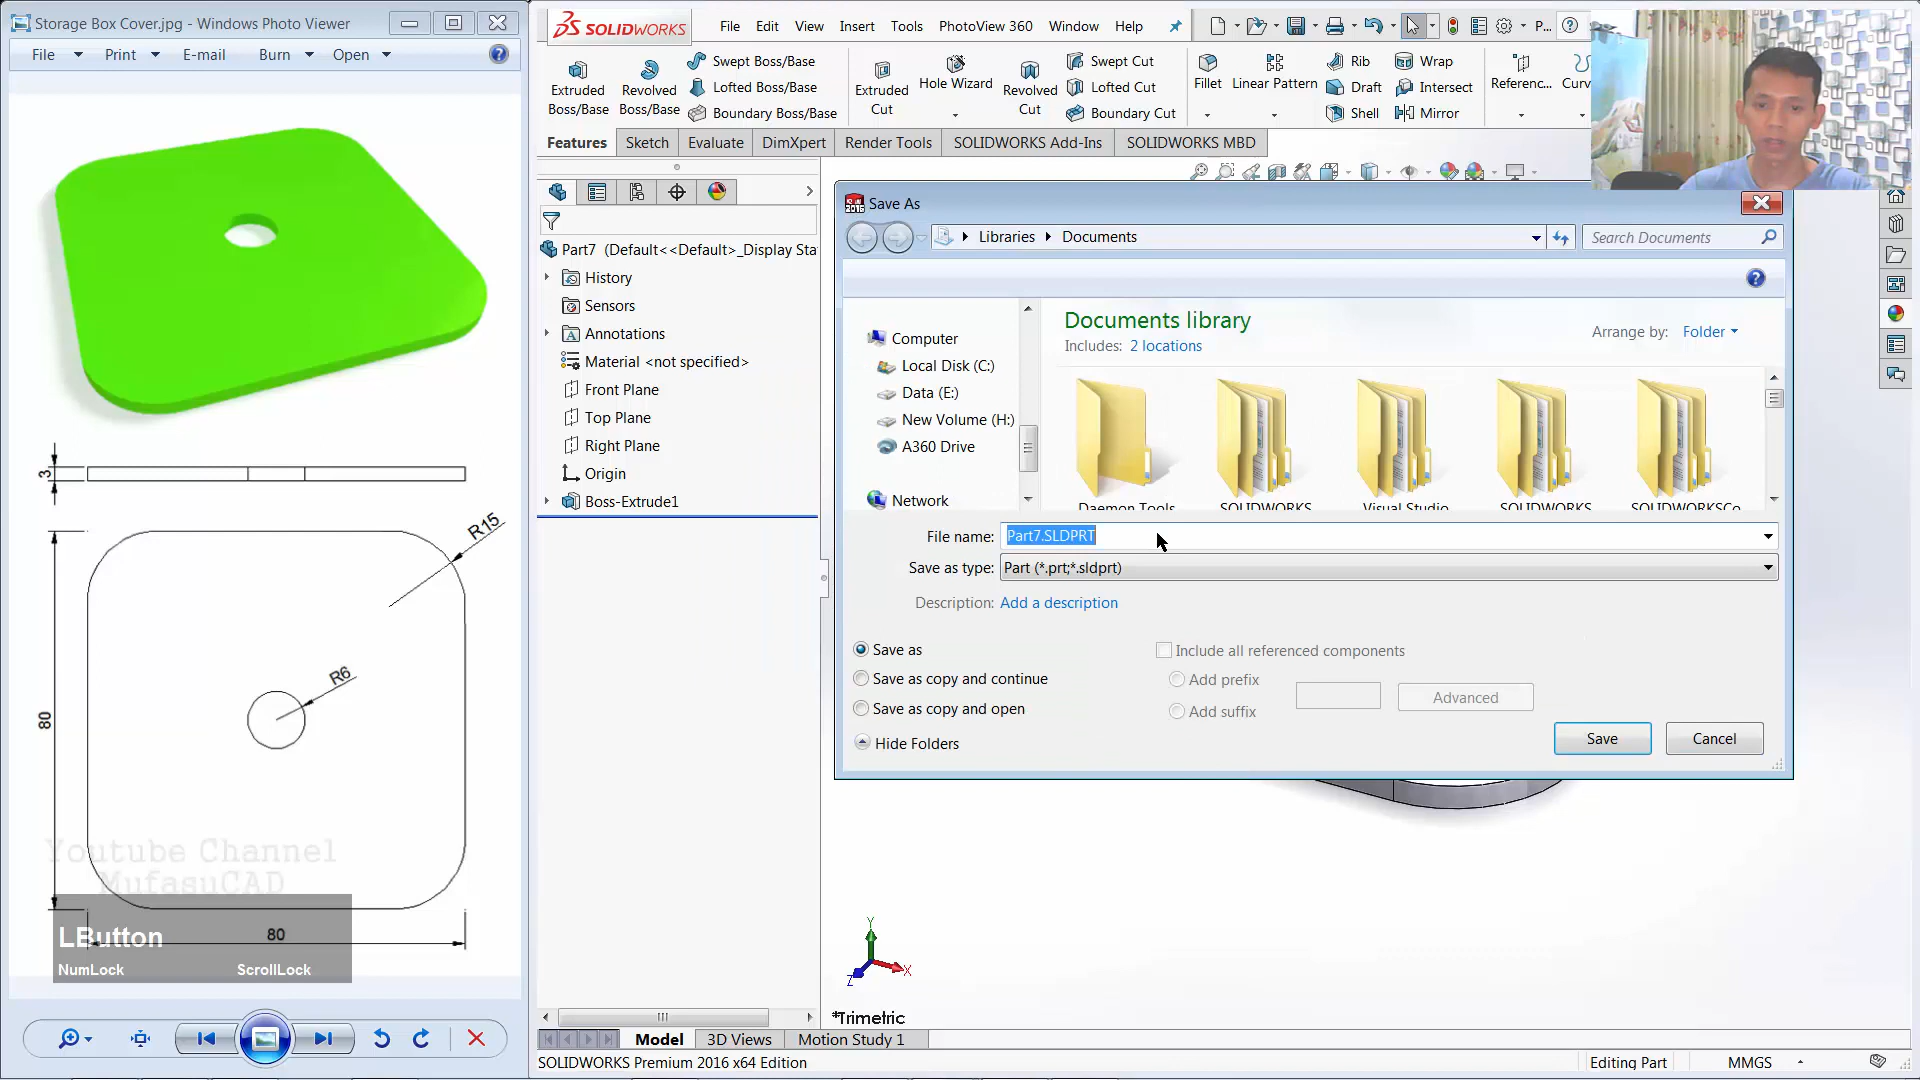 Storage Box Cover.jpg - Windows Photo Viewer
File
Print
E-mail
Burn
Open
3
R15
R6
80
80
Youtube Channel
MufasuCAD
LButton
NumLock
ScrollLock
SOLIDWORKS
File
Edit
View
Insert
Tools
PhotoView 360
Window
Help
P...
Extruded Boss/Base
Revolved Boss/Base
Swept Boss/Base
Lofted Boss/Base
Boundary Boss/Base
Extruded Cut
Hole Wizard
Revolved Cut
Swept Cut
Lofted Cut
Boundary Cut
Fillet
Linear Pattern
Rib
Draft
Shell
Wrap
Intersect
Mirror
Referenc...
Curv
Features
Sketch
Evaluate
DimXpert
Render Tools
SOLIDWORKS Add-Ins
SOLIDWORKS MBD
Part7 (Default<<Default>_Display Sta
History
Sensors
Annotations
Material <not specified>
Front Plane
Top Plane
Right Plane
Origin
Boss-Extrude1
Save As
Libraries
Documents
Search Documents
Computer
Local Disk (C:)
Data (E:)
New Volume (H:)
A360 Drive
Network
Documents library
Includes: 2 locations
Arrange by: Folder
Daemon Tools
SOLIDWORKS
Visual Studio
SOLIDWORKS
SOLIDWORKSCo
File name: Part7.SLDPRT
Save as type: Part (*.prt;*.sldprt)
Description: Add a description
Save as
Save as copy and continue
Save as copy and open
Include all referenced components
Add prefix
Add suffix
Advanced
Hide Folders
Save
Cancel
Y
X
Z
*Trimetric
Model
3D Views
Motion Study 1
SOLIDWORKS Premium 2016 x64 Edition
Editing Part
MMGS